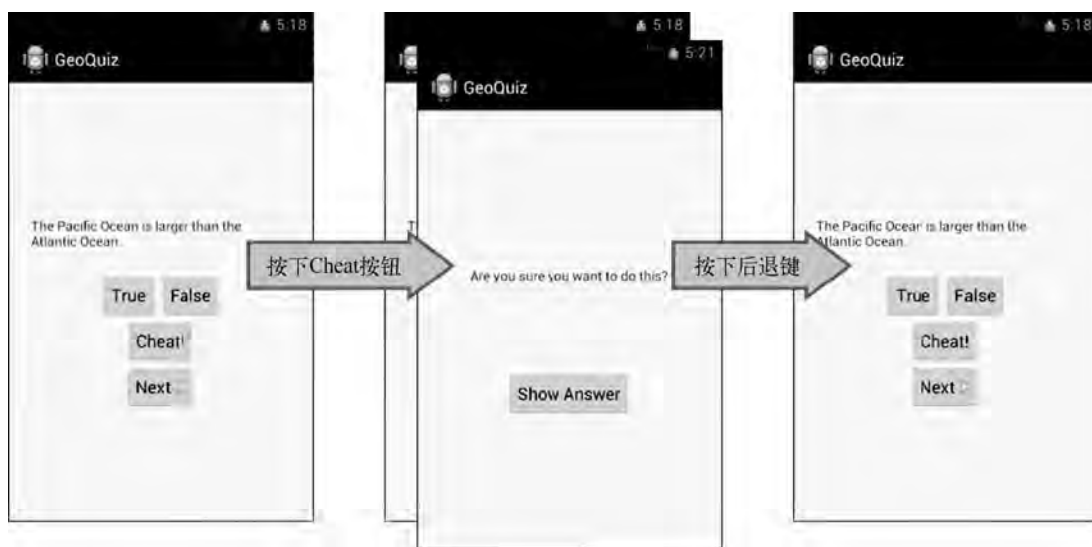 5:18
GeoQuiz
The Pacific Ocean is larger than the
Atlantic Ocean.
True False
Cheat!
Next
按下Cheat按钮
5:18
5:21
GeoQuiz
T
Are you sure you want to do this?
Show Answer
按下后退键
5:18
GeoQuiz
The Pacific Ocean is larger than the
Atlantic Ocean.
True False
Cheat!
Next